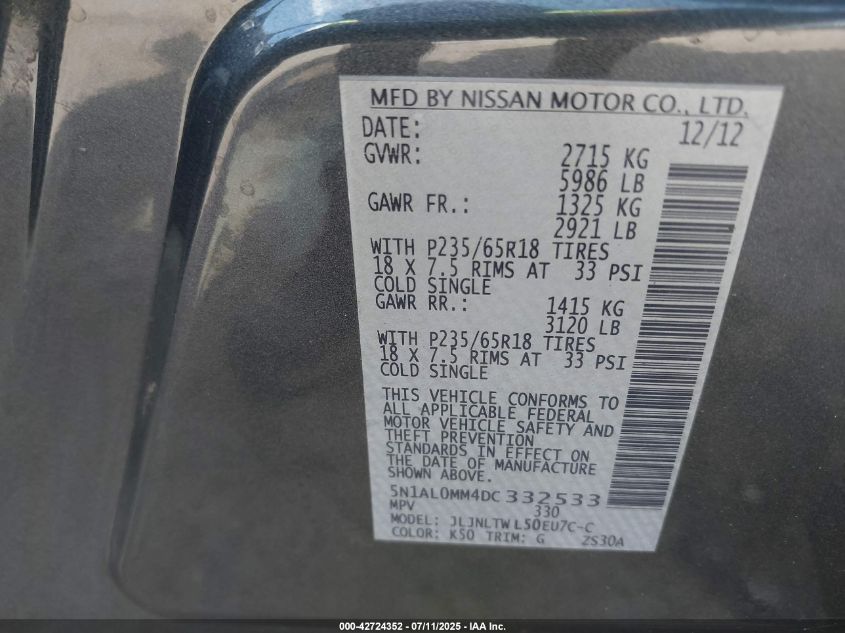 MFD BY NISSAN MOTOR CO., LTD.
DATE: 12/12
GVWR: 2715 KG
5986 LB
GAWR FR.: 1325 KG
2921 LB
WITH P235/65R18 TIRES
18 X 7.5 RIMS AT 33 PSI
COLD SINGLE
GAWR RR.: 1415 KG
3120 LB
WITH P235/65R18 TIRES
18 X 7.5 RIMS AT 33 PSI
COLD SINGLE
THIS VEHICLE CONFORMS TO
ALL APPLICABLE FEDERAL
MOTOR VEHICLE SAFETY AND
THEFT PREVENTION
STANDARDS IN EFFECT ON
THE DATE OF MANUFACTURE
SHOWN ABOVE.
5N1AL0MM4DC332533
MPV 330
MODEL: JLJNLTWL50EU7C-C
COLOR: K50 TRIM: G ZS30A
000-42724352 - 07/11/2025 - IAA Inc.